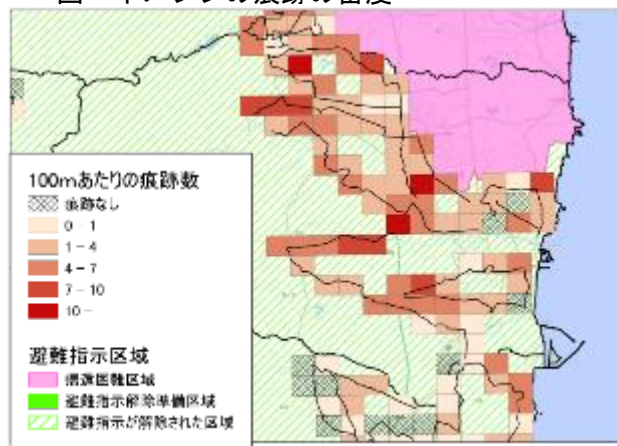 100mあたりの痕跡数
痕跡なし
0 - 1
1 - 4
4 - 7
7 - 10
10 -
避難指示区域
帰還困難区域
避難指示解除準備区域
避難指示が解除された区域